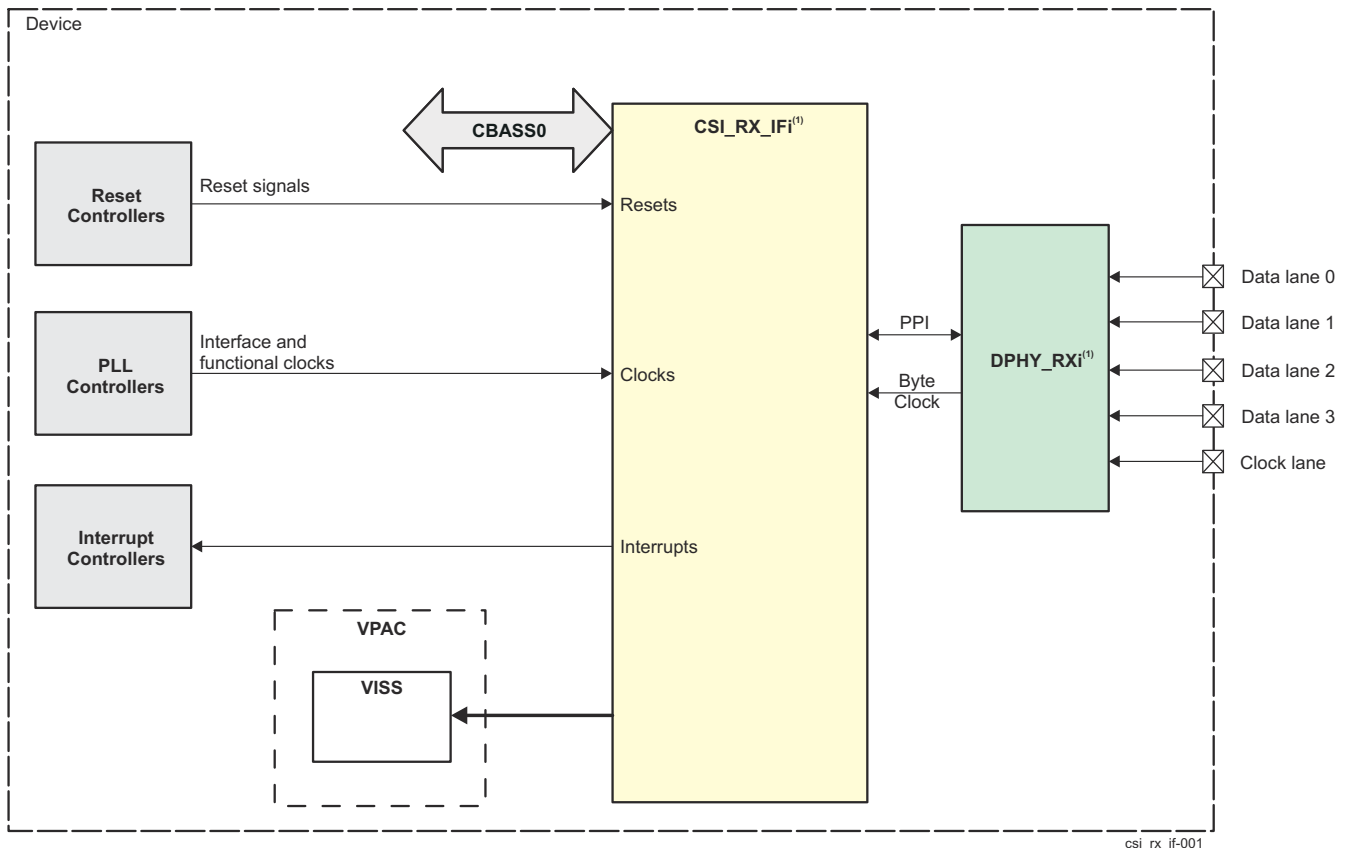 Device
CBASS0
CSI_RX_IFi(1)
Reset
Controllers
Reset signals
Resets
PLL
Controllers
Interface and
functional clocks
Clocks
Interrupt
Controllers
Interrupts
VPAC
VISS
PPI
Byte
Clock
DPHY_RXi(1)
Data lane 0
Data lane 1
Data lane 2
Data lane 3
Clock lane
csi_rx_if-001